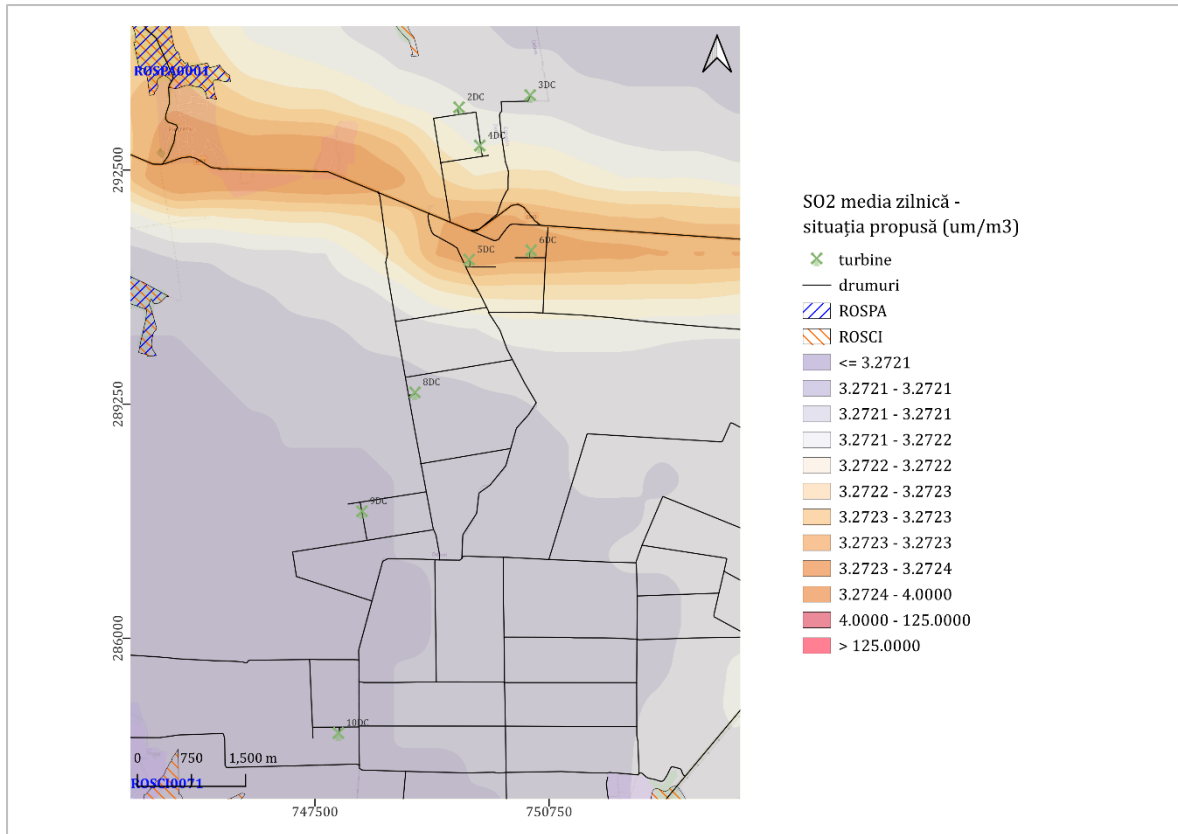 ROSPA0001
2DC
3DC
4DC
292500
5DC
6DC
8DC
289250
9DC
286000
10DC
0 750 1,500 m
ROSCI0071
747500 750750
SO2 media zilnică -
situația propusă (um/m3)
turbine
drumuri
ROSPA
ROSCI
<= 3.2721
3.2721 - 3.2721
3.2721 - 3.2721
3.2721 - 3.2722
3.2722 - 3.2722
3.2722 - 3.2723
3.2723 - 3.2723
3.2723 - 3.2723
3.2723 - 3.2724
3.2724 - 4.0000
4.0000 - 125.0000
> 125.0000